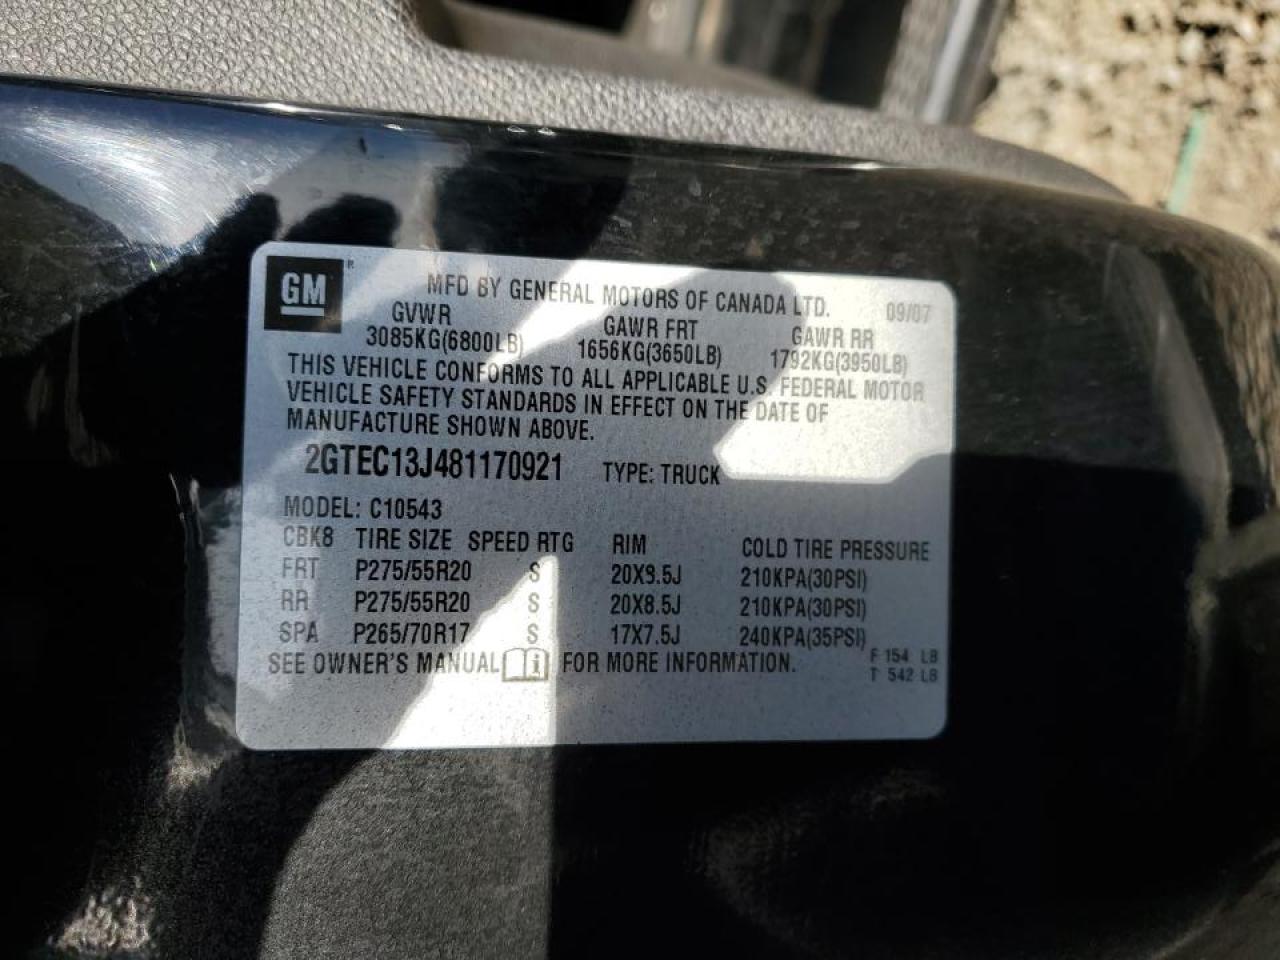 GM
MFD BY GENERAL MOTORS OF CANADA LTD. 09/07
GVWR GAWR FRT GAWR RR
3085KG(6800LB) 1656KG(3650LB) 1792KG(3950LB)
THIS VEHICLE CONFORMS TO ALL APPLICABLE U.S. FEDERAL MOTOR
VEHICLE SAFETY STANDARDS IN EFFECT ON THE DATE OF
MANUFACTURE SHOWN ABOVE.
2GTEC13J481170921 TYPE: TRUCK
MODEL: C10543
CBK8 TIRE SIZE SPEED RTG RIM COLD TIRE PRESSURE
FRT P275/55R20 S 20X8.5J 210KPA(30PSI)
RR P275/55R20 S 20X8.5J 210KPA(30PSI)
SPA P265/70R17 S 17X7.5J 240KPA(35PSI)
SEE OWNER'S MANUAL FOR MORE INFORMATION.
F 154 LB
T 542 LB